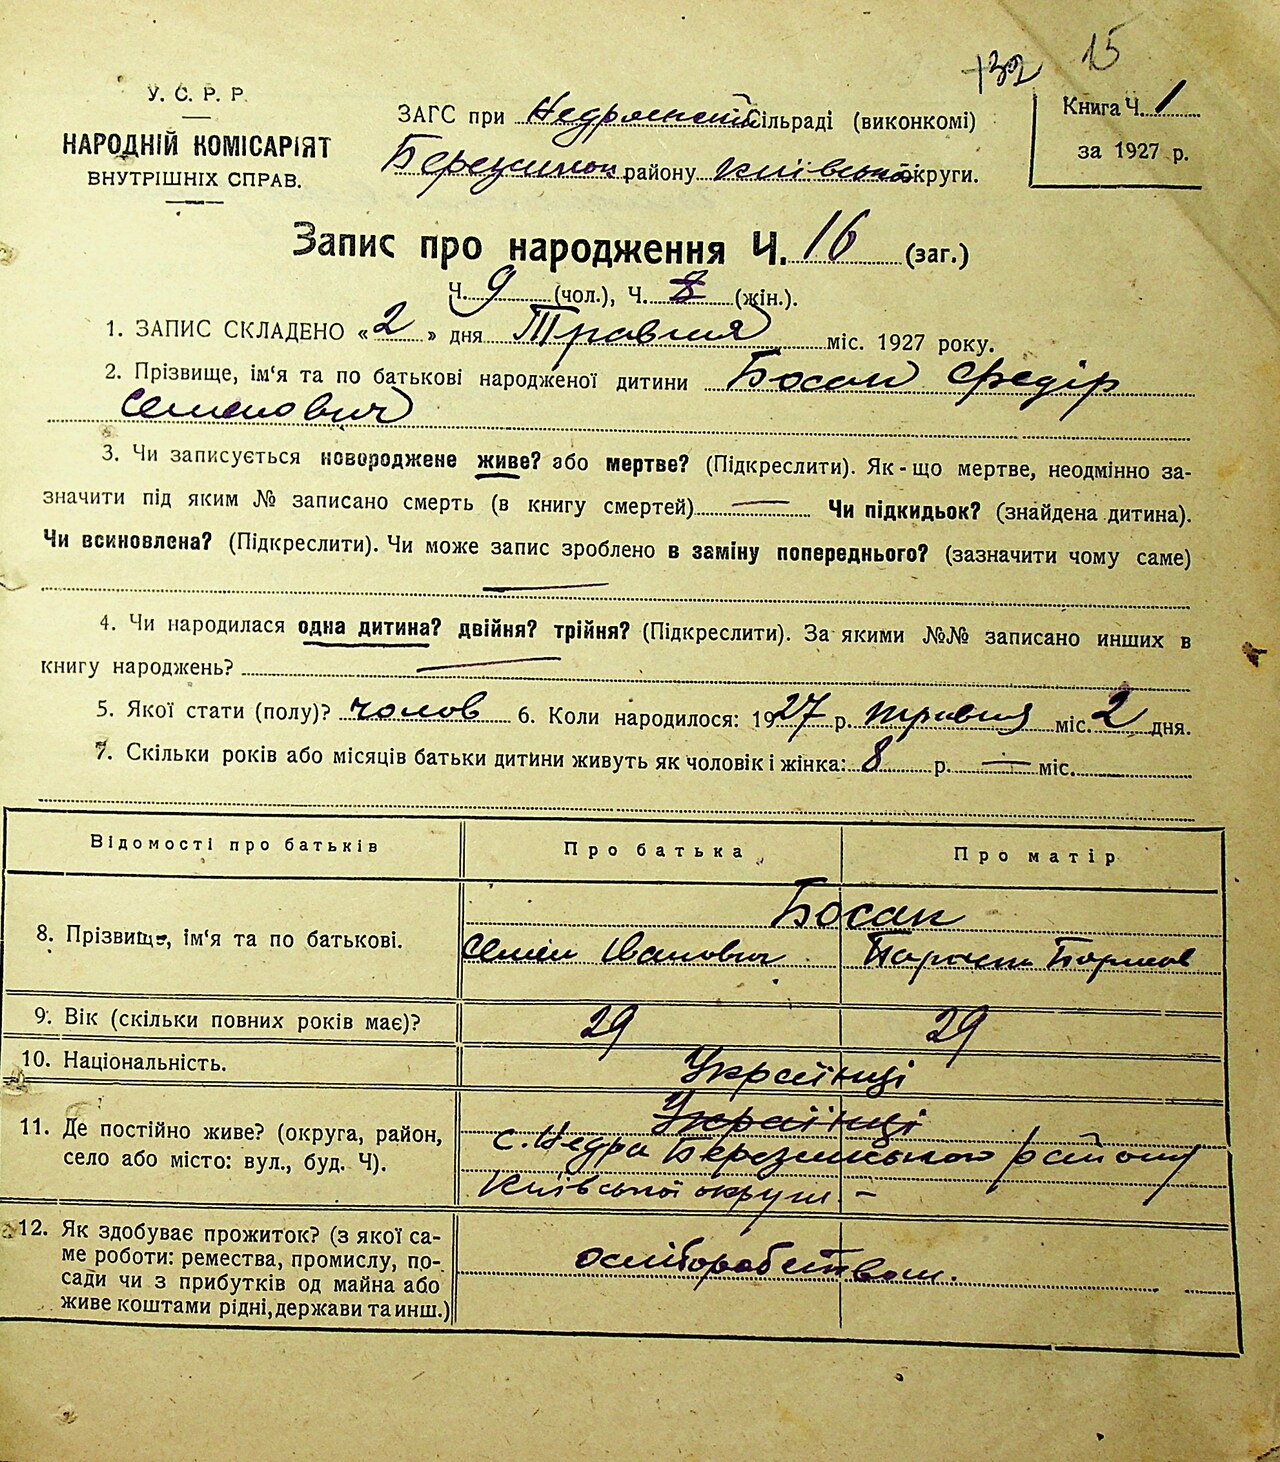 132 15
У. С. Р. Р.
НАРОДНІЙ КОМІСАРІЯТ
ВНУТРІШНІХ СПРАВ.
ЗАГС при Недрянській сільраді (виконкомі)
району Київської округи.
Книга Ч. 1
за 1927 р.
Запис про народження Ч. 16 (заг.)
Ч. 9 (чол.), Ч. (жін.).
1. ЗАПИС СКЛАДЕНО «2» дня Травня міс. 1927 року.
2. Прізвище, ім‘я та по батькові народженої дитини Босак Федір
Семенович
3. Чи записується новороджене живе? або мертве? (Підкреслити). Як-що мертве, неодмінно за-
значити під яким № записано смерть (в книгу смертей) — Чи підкидьок? (знайдена дитина).
Чи всиновлена? (Підкреслити). Чи може запис зроблено в заміну попереднього? (зазначити чому саме)
—
4. Чи народилася одна дитина? двійня? трійня? (Підкреслити). За якими №№ записано инших в
книгу народжень? —
5. Якої стати (полу)? чолов 6. Коли народилося: 1927 р. травня міс. 2 дня.
7. Скільки років або місяців батьки дитини живуть як чоловік і жінка: 8 р. — міс.
Відомості про батьків Про батька Про матір
Босак
8. Прізвище, ім‘я та по батькові. Семен Иванович
9. Вік (скільки повних років має)? 29 29
10. Національність. Українці
11. Де постійно живе? (округа, район,
село або місто: вул., буд. Ч).
Українці
с. Недра Березанського району
Київської округи –
12. Як здобуває прожиток? (з якої са-
ме роботи: ремества, промислу, по-
сади чи з прибутків од майна або
живе коштами рідні, держави та инш.)